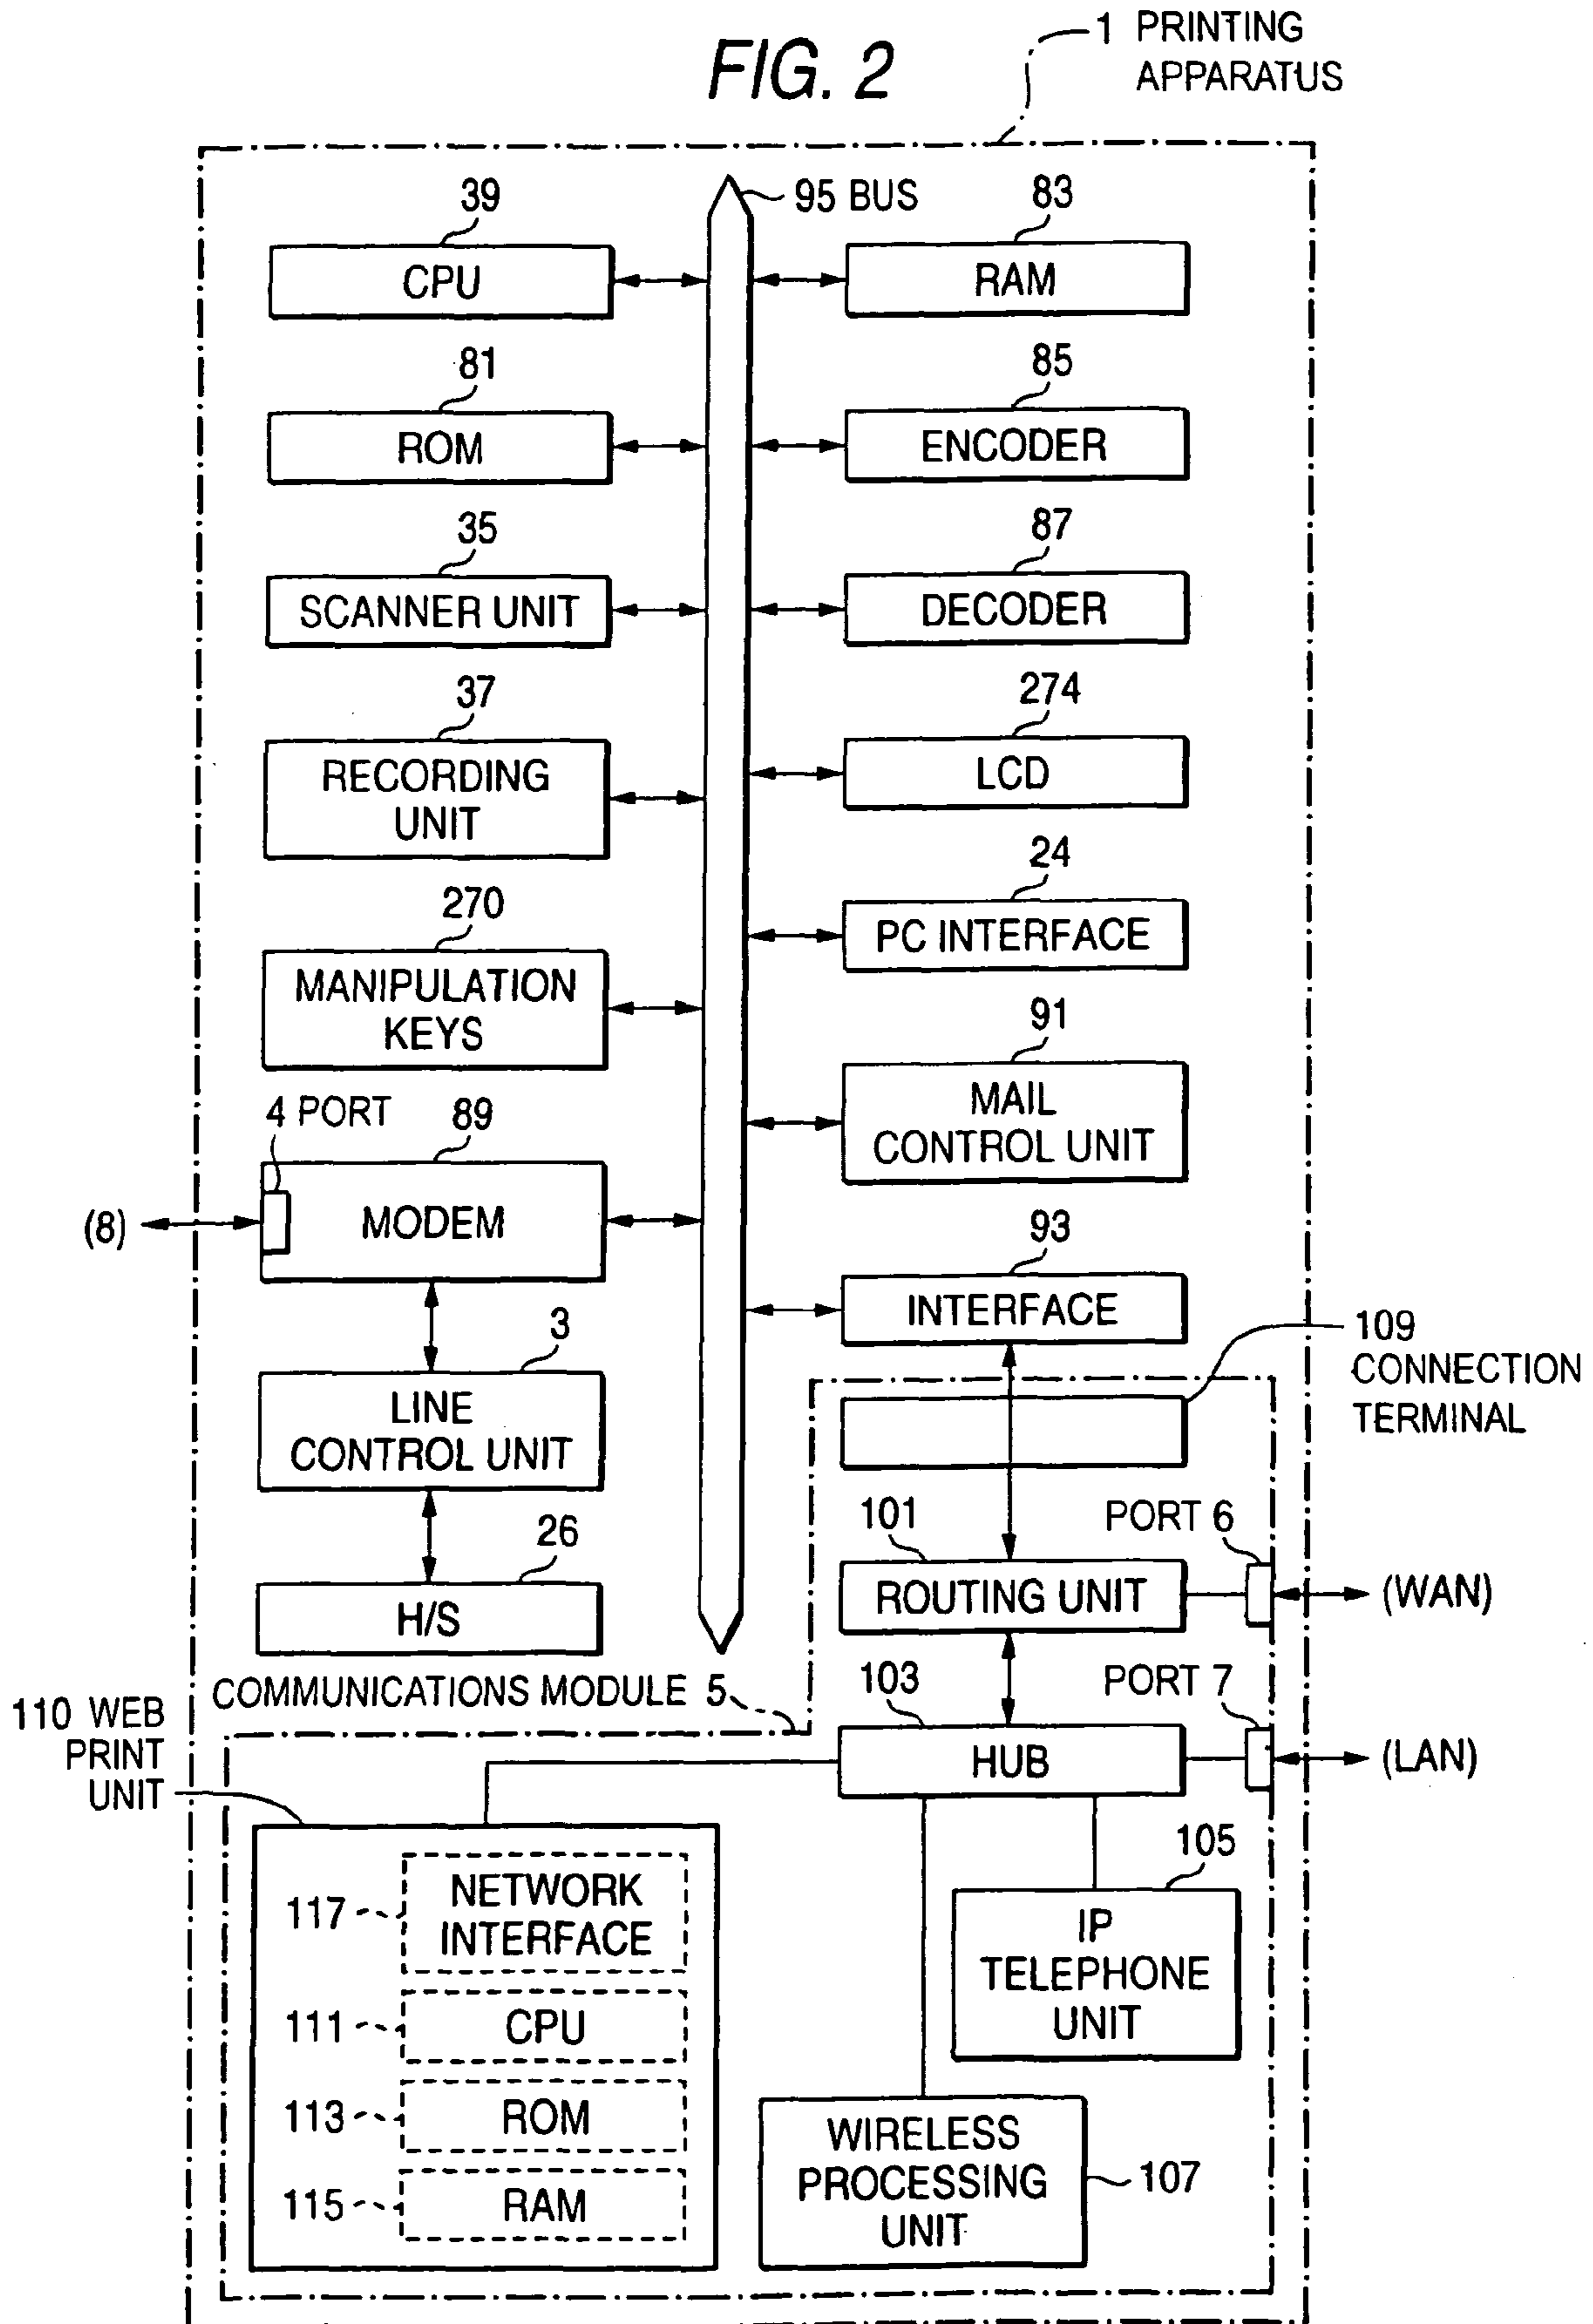 FIG. 2
1 PRINTING
APPARATUS
95 BUS
39
CPU
83
RAM
81
ROM
85
ENCODER
35
SCANNER UNIT
87
DECODER
37
RECORDING
UNIT
274
LCD
24
PC INTERFACE
270
MANIPULATION
KEYS
91
MAIL
CONTROL UNIT
4 PORT
89
(8)
MODEM
93
INTERFACE
109
CONNECTION
TERMINAL
3
LINE
CONTROL UNIT
26
H/S
101
ROUTING UNIT
PORT 6
(WAN)
COMMUNICATIONS MODULE 5
103
HUB
PORT 7
(LAN)
110 WEB
PRINT
UNIT
117
NETWORK
INTERFACE
111
CPU
113
ROM
115
RAM
105
IP
TELEPHONE
UNIT
WIRELESS
PROCESSING
UNIT
107